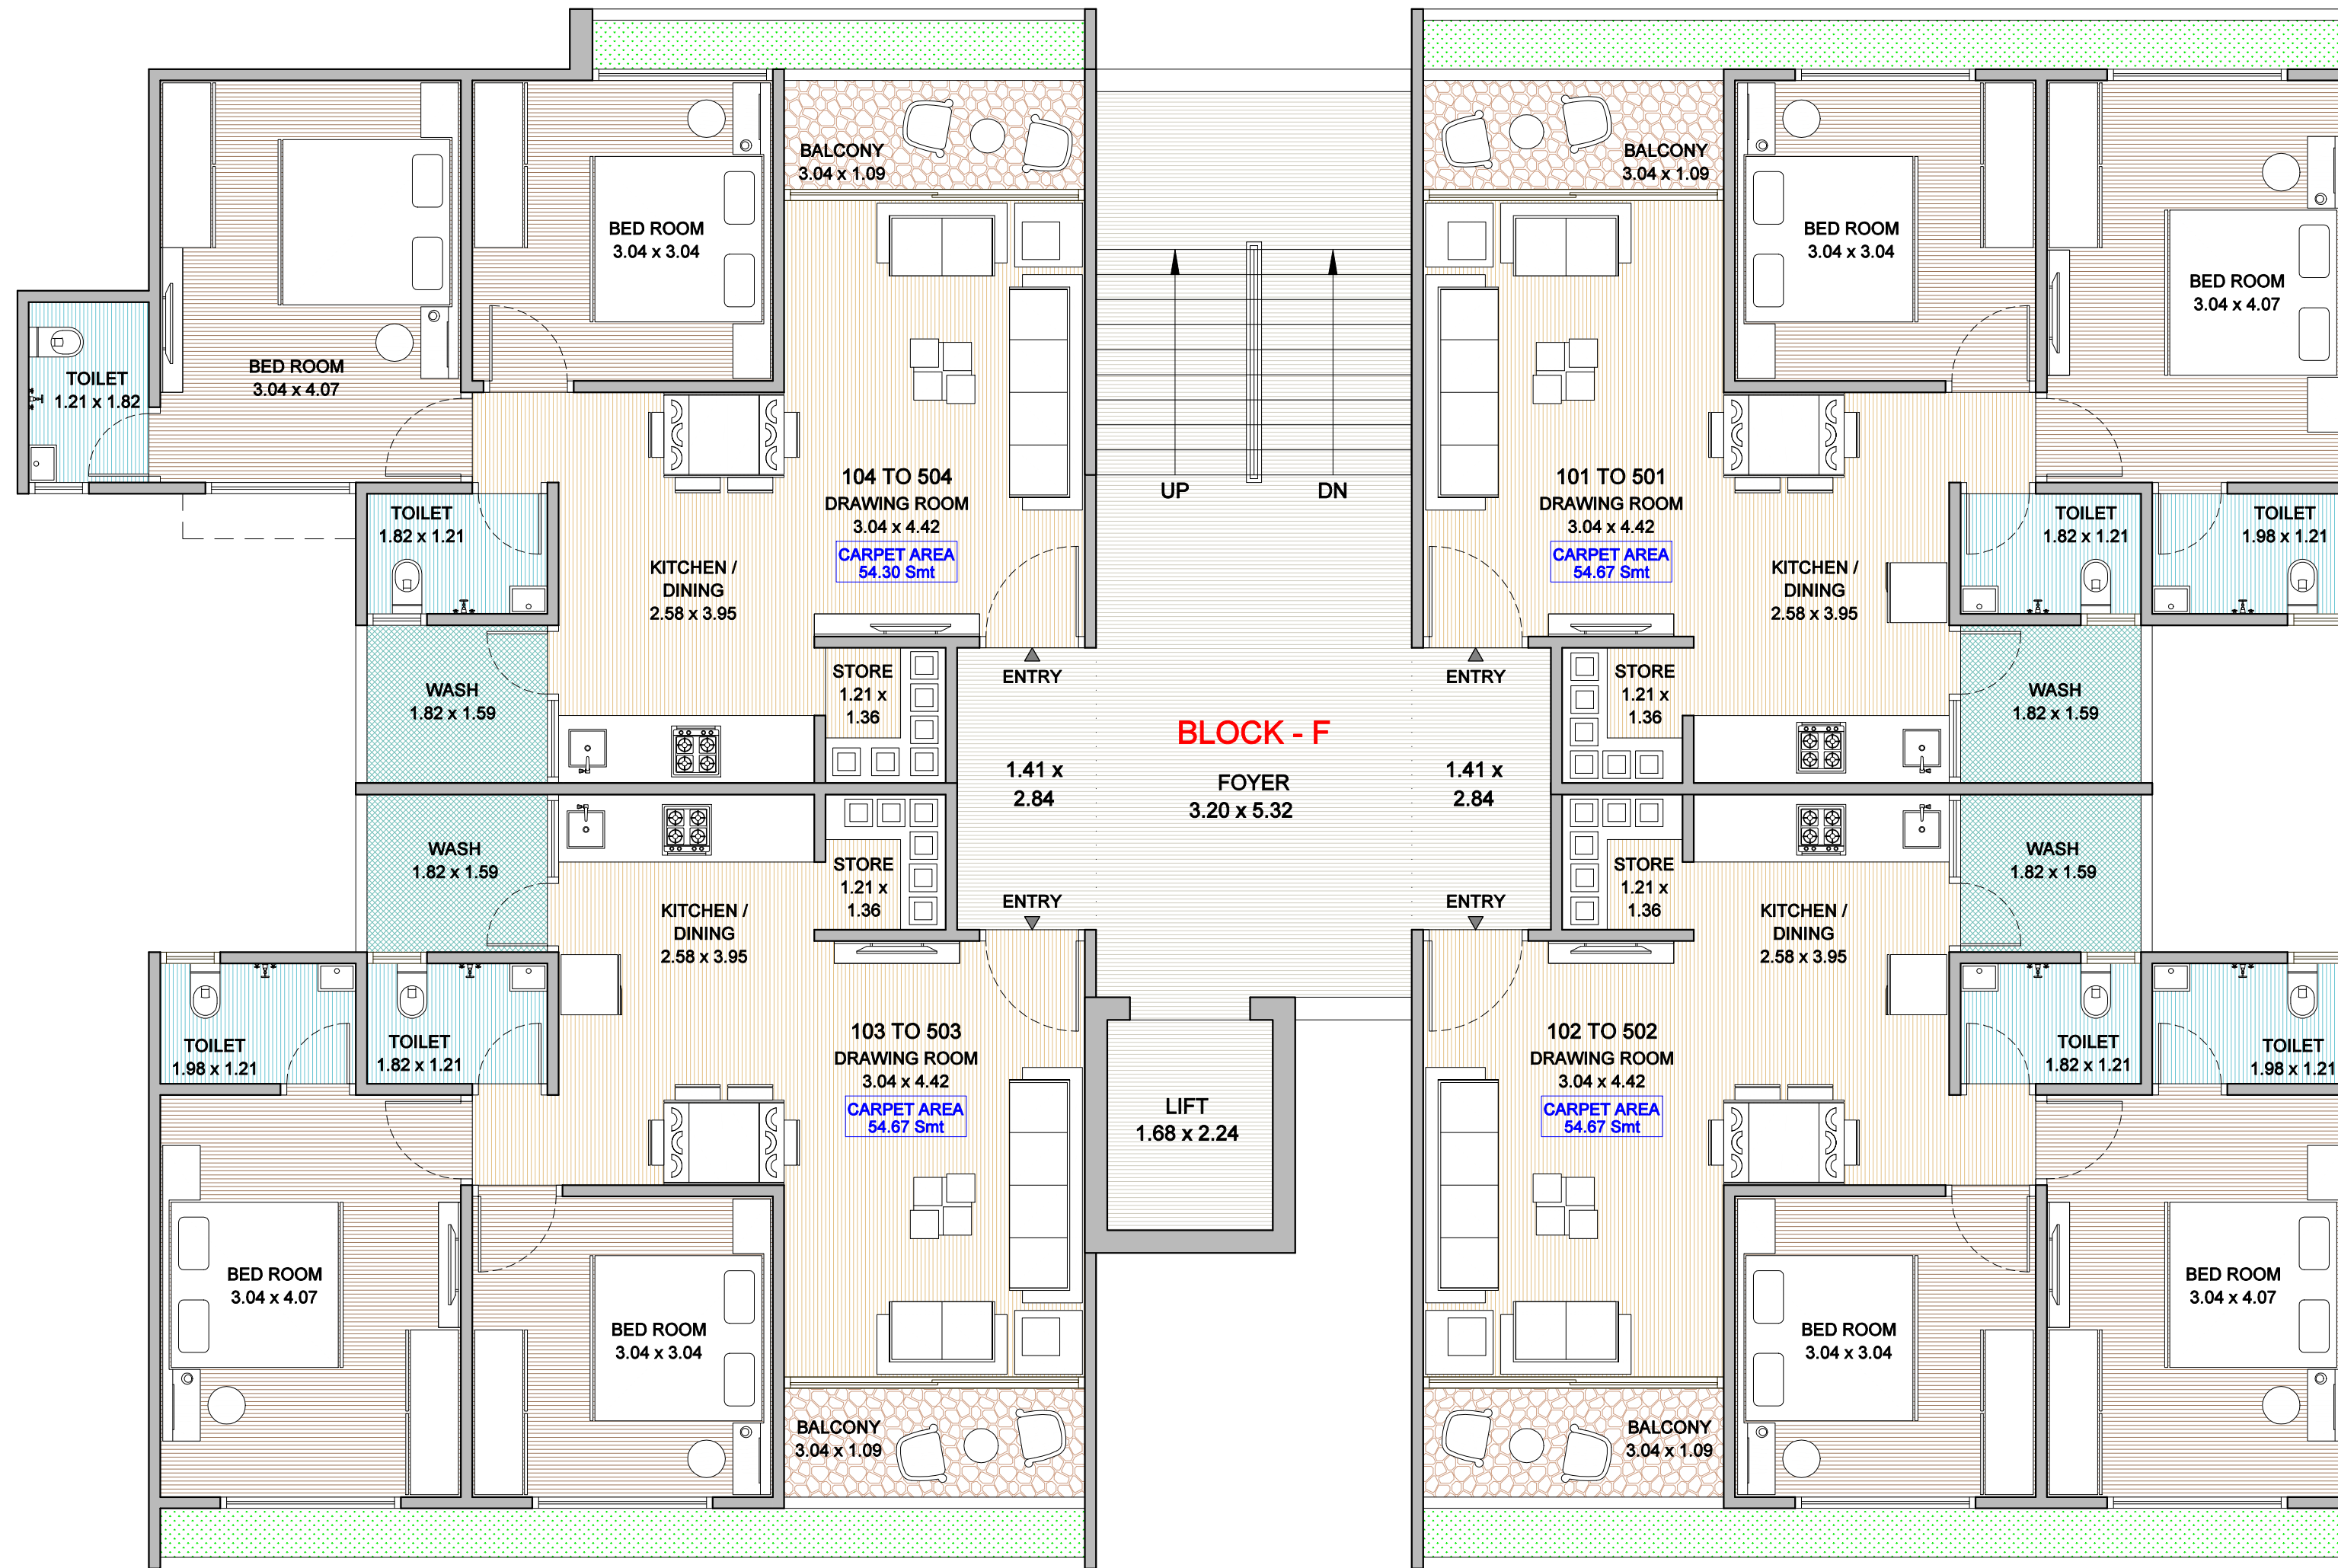 BALCONY
3.04 x 1.09
BED ROOM
3.04 x 3.04
BED ROOM
3.04 x 4.07
TOILET
1.21 x 1.82
104 TO 504
DRAWING ROOM
3.04 x 4.42
CARPET AREA
54.30 Smt
TOILET
1.82 x 1.21
KITCHEN /
DINING
2.58 x 3.95
WASH
1.82 x 1.59
STORE
1.21 x
1.36
ENTRY
UP
DN
BALCONY
3.04 x 1.09
BED ROOM
3.04 x 3.04
BED ROOM
3.04 x 4.07
101 TO 501
DRAWING ROOM
3.04 x 4.42
CARPET AREA
54.67 Smt
KITCHEN /
DINING
2.58 x 3.95
TOILET
1.82 x 1.21
TOILET
1.98 x 1.21
ENTRY
STORE
1.21 x
1.36
WASH
1.82 x 1.59
BLOCK - F
1.41 x
2.84
FOYER
3.20 x 5.32
1.41 x
2.84
WASH
1.82 x 1.59
STORE
1.21 x
1.36
ENTRY
KITCHEN /
DINING
2.58 x 3.95
TOILET
1.98 x 1.21
TOILET
1.82 x 1.21
103 TO 503
DRAWING ROOM
3.04 x 4.42
CARPET AREA
54.67 Smt
BED ROOM
3.04 x 4.07
BED ROOM
3.04 x 3.04
BALCONY
3.04 x 1.09
LIFT
1.68 x 2.24
ENTRY
STORE
1.21 x
1.36
WASH
1.82 x 1.59
KITCHEN /
DINING
2.58 x 3.95
102 TO 502
DRAWING ROOM
3.04 x 4.42
CARPET AREA
54.67 Smt
TOILET
1.82 x 1.21
TOILET
1.98 x 1.21
BED ROOM
3.04 x 4.07
BED ROOM
3.04 x 3.04
BALCONY
3.04 x 1.09